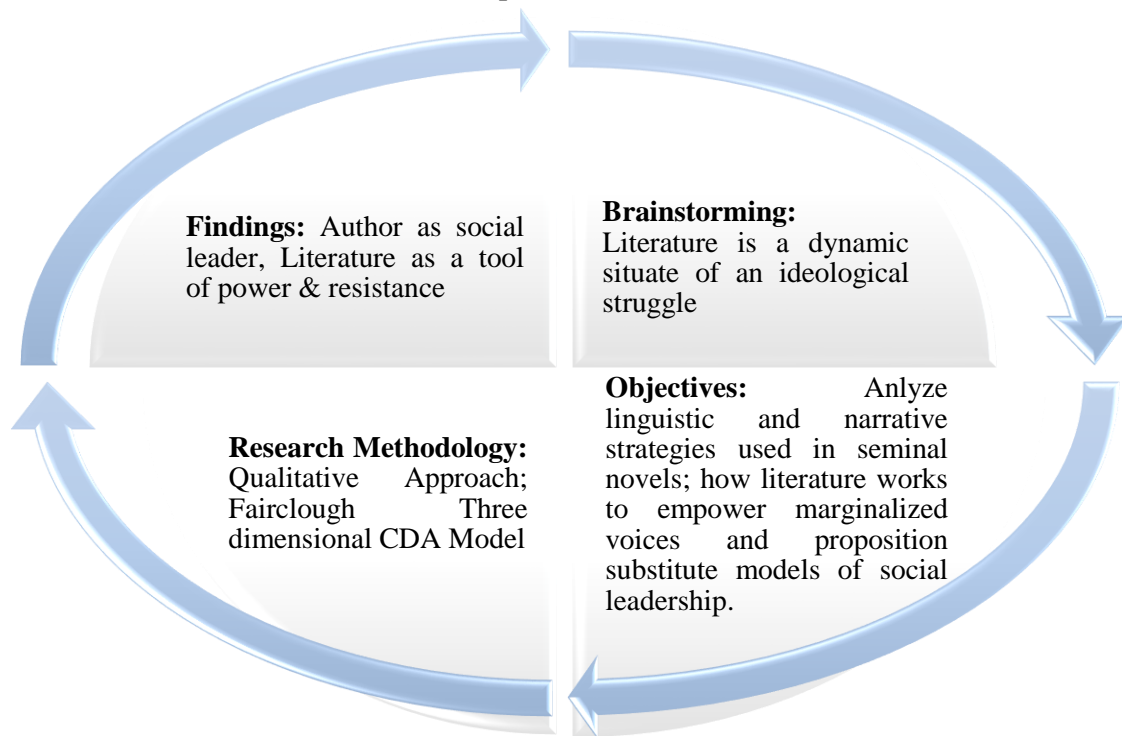 Findings: Author as social
leader, Literature as a tool
of power & resistance
Brainstorming:
Literature is a dynamic
situate of an ideological
struggle
Research Methodology:
Qualitative Approach;
Fairclough Three
dimensional CDA Model
Objectives: Anlyze
linguistic and narrative
strategies used in seminal
novels; how literature works
to empower marginalized
voices and proposition
substitute models of social
leadership.